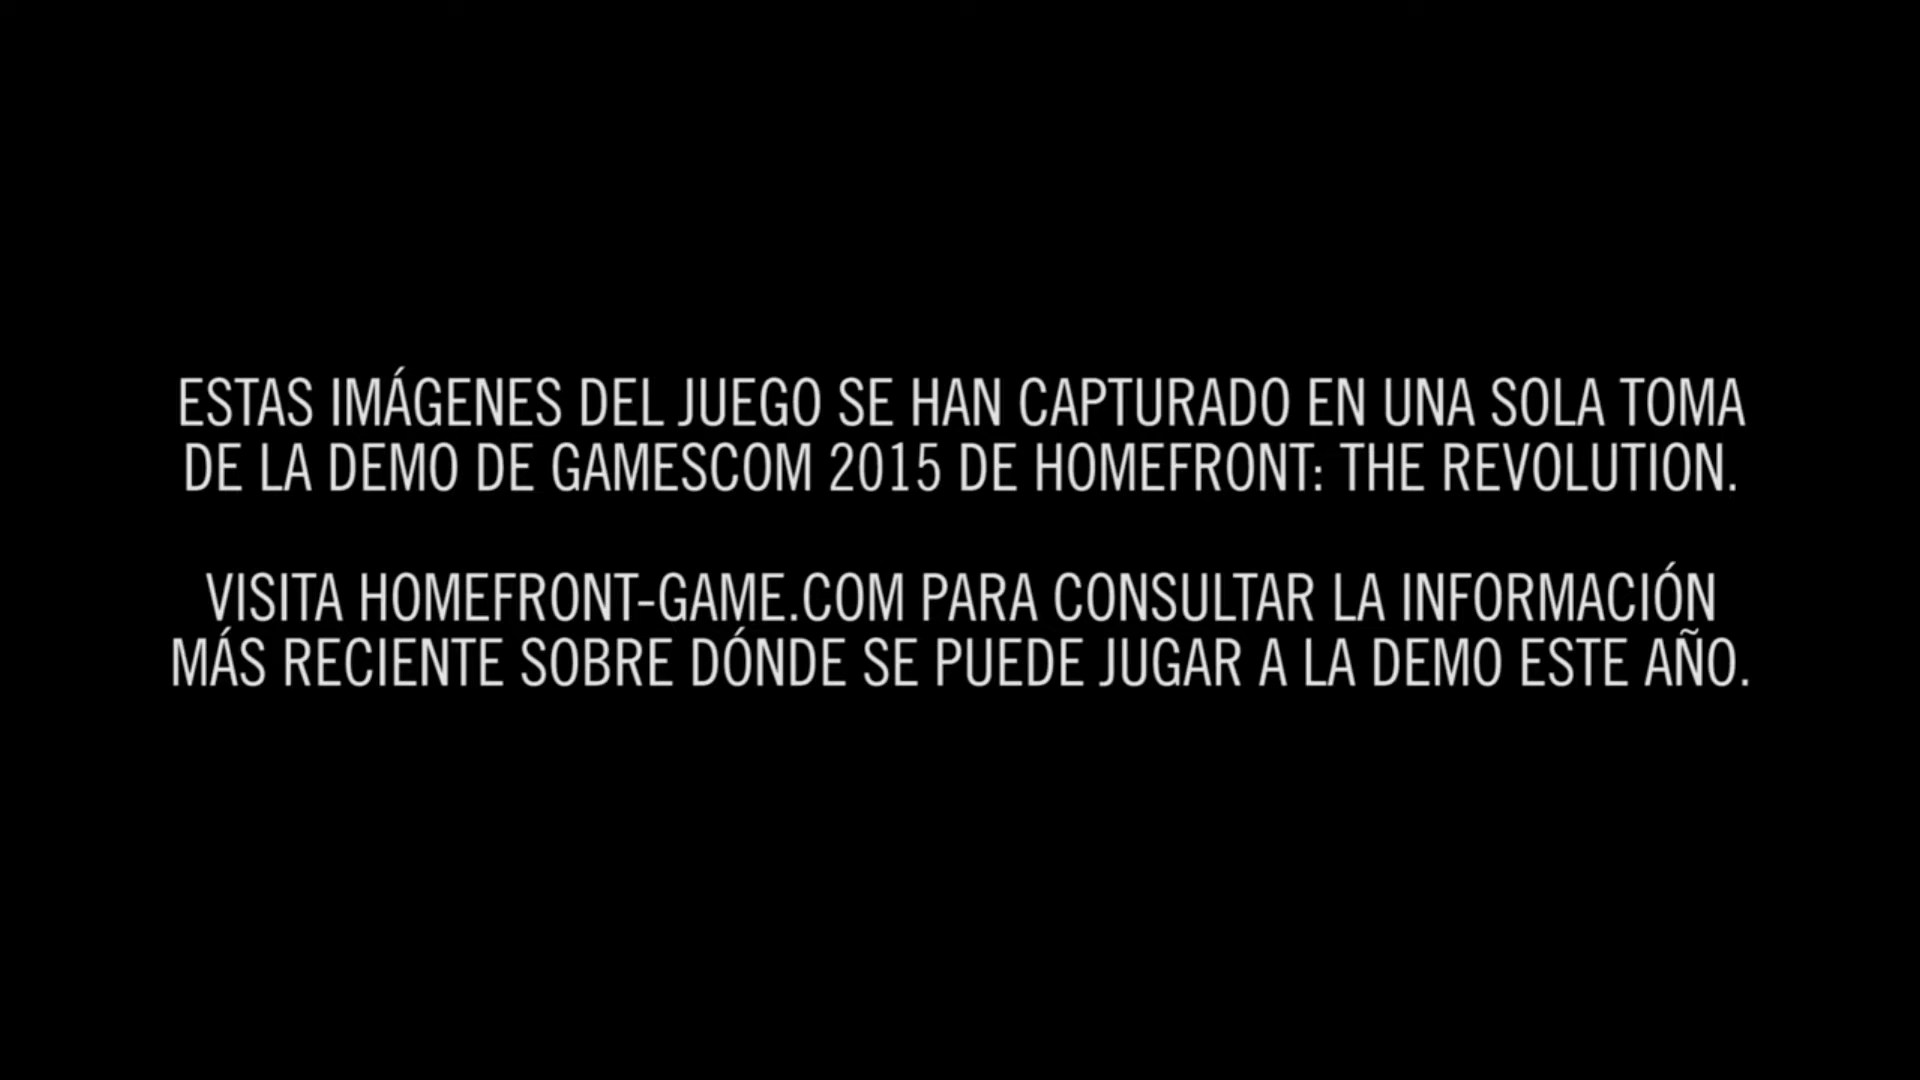 ESTAS IMÁGENES DEL JUEGO SE HAN CAPTURADO EN UNA SOLA TOMA
DE LA DEMO DE GAMESCOM 2015 DE HOMEFRONT: THE REVOLUTION.
VISITA HOMEFRONT-GAME.COM PARA CONSULTAR LA INFORMACIÓN
MÁS RECIENTE SOBRE DÓNDE SE PUEDE JUGAR A LA DEMO ESTE AÑO.